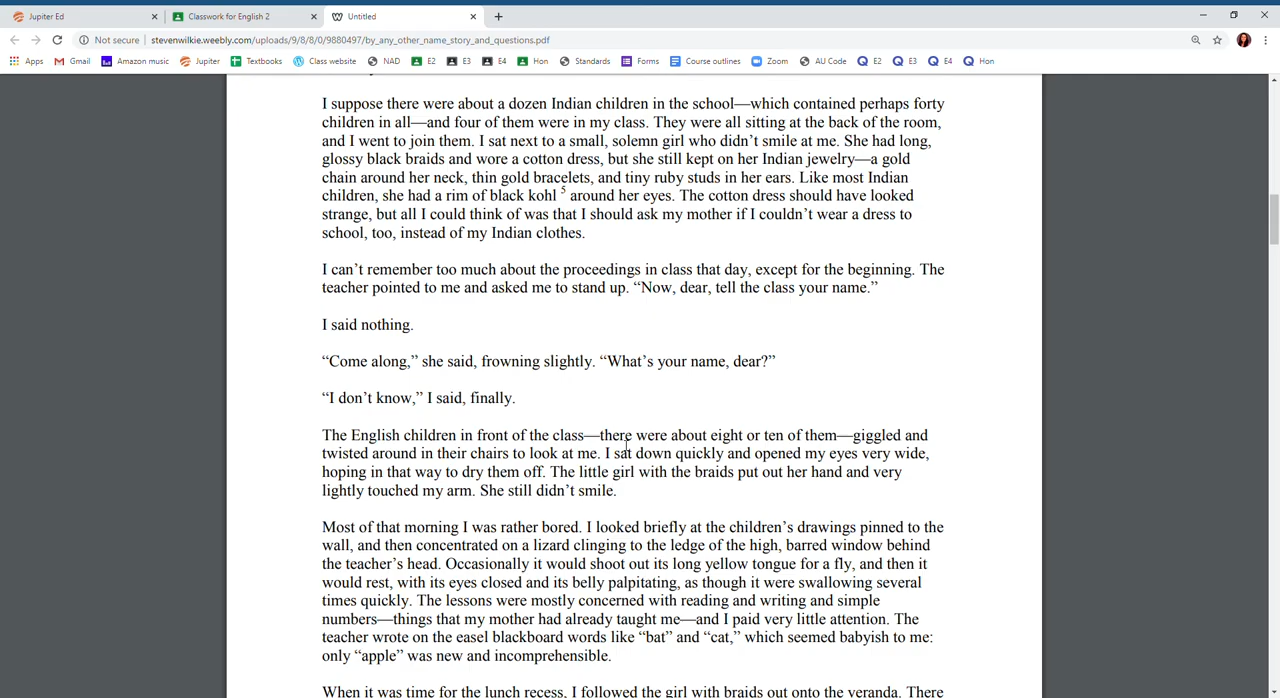 Jupiter Ed
Classwork for English 2
Untitled
Not secure | stevenwilkie.weebly.com/uploads/9/8/8/0/9880497/by_any_other_name_story_and_questions.pdf
Apps Gmail Amazon music Jupiter Textbooks Class website NAD E2 E3 E4 Hon Standards Forms Course outlines Zoom AU Code E2 E3 E4 Hon
I suppose there were about a dozen Indian children in the school—which contained perhaps forty
children in all—and four of them were in my class. They were all sitting at the back of the room,
and I went to join them. I sat next to a small, solemn girl who didn’t smile at me. She had long,
glossy black braids and wore a cotton dress, but she still kept on her Indian jewelry—a gold
chain around her neck, thin gold bracelets, and tiny ruby studs in her ears. Like most Indian
children, she had a rim of black kohl 5 around her eyes. The cotton dress should have looked
strange, but all I could think of was that I should ask my mother if I couldn’t wear a dress to
school, too, instead of my Indian clothes.
I can’t remember too much about the proceedings in class that day, except for the beginning. The
teacher pointed to me and asked me to stand up. “Now, dear, tell the class your name.”
I said nothing.
“Come along,” she said, frowning slightly. “What’s your name, dear?”
“I don’t know,” I said, finally.
The English children in front of the class—there were about eight or ten of them—giggled and
twisted around in their chairs to look at me. I sat down quickly and opened my eyes very wide,
hoping in that way to dry them off. The little girl with the braids put out her hand and very
lightly touched my arm. She still didn’t smile.
Most of that morning I was rather bored. I looked briefly at the children’s drawings pinned to the
wall, and then concentrated on a lizard clinging to the ledge of the high, barred window behind
the teacher’s head. Occasionally it would shoot out its long yellow tongue for a fly, and then it
would rest, with its eyes closed and its belly palpitating, as though it were swallowing several
times quickly. The lessons were mostly concerned with reading and writing and simple
numbers—things that my mother had already taught me—and I paid very little attention. The
teacher wrote on the easel blackboard words like “bat” and “cat,” which seemed babyish to me:
only “apple” was new and incomprehensible.
When it was time for the lunch recess, I followed the girl with braids out onto the veranda. There